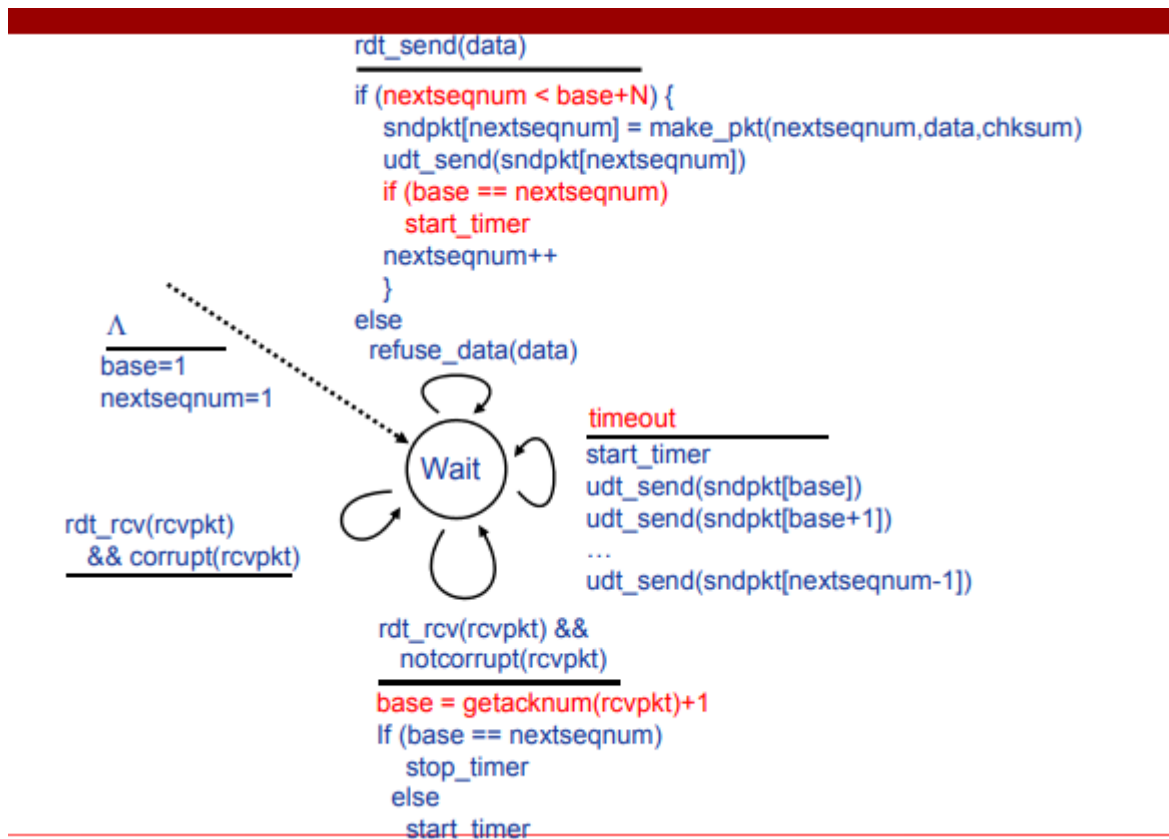 rdt_send(data)
if (nextseqnum < base+N) {
sndpkt[nextseqnum] = make_pkt(nextseqnum,data,chksum)
udt_send(sndpkt[nextseqnum])
if (base == nextseqnum)
start_timer
nextseqnum++
}
else
refuse_data(data)
Λ
base=1
nextseqnum=1
Wait
timeout
start_timer
udt_send(sndpkt[base])
udt_send(sndpkt[base+1])
…
udt_send(sndpkt[nextseqnum-1])
rdt_rcv(rcvpkt)
&& corrupt(rcvpkt)
rdt_rcv(rcvpkt) &&
notcorrupt(rcvpkt)
base = getacknum(rcvpkt)+1
If (base == nextseqnum)
stop_timer
else
start_timer